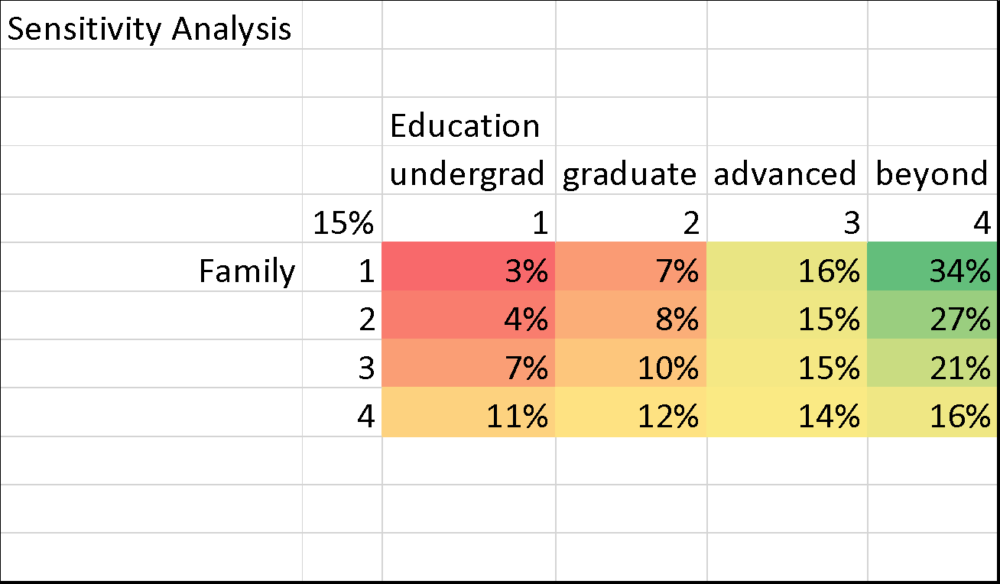 Sensitivity Analysis
Education
undergrad graduate advanced beyond
15% 1 2 3 4
Family 1 3% 7% 16% 34%
2 4% 8% 15% 27%
3 7% 10% 15% 21%
4 11% 12% 14% 16%